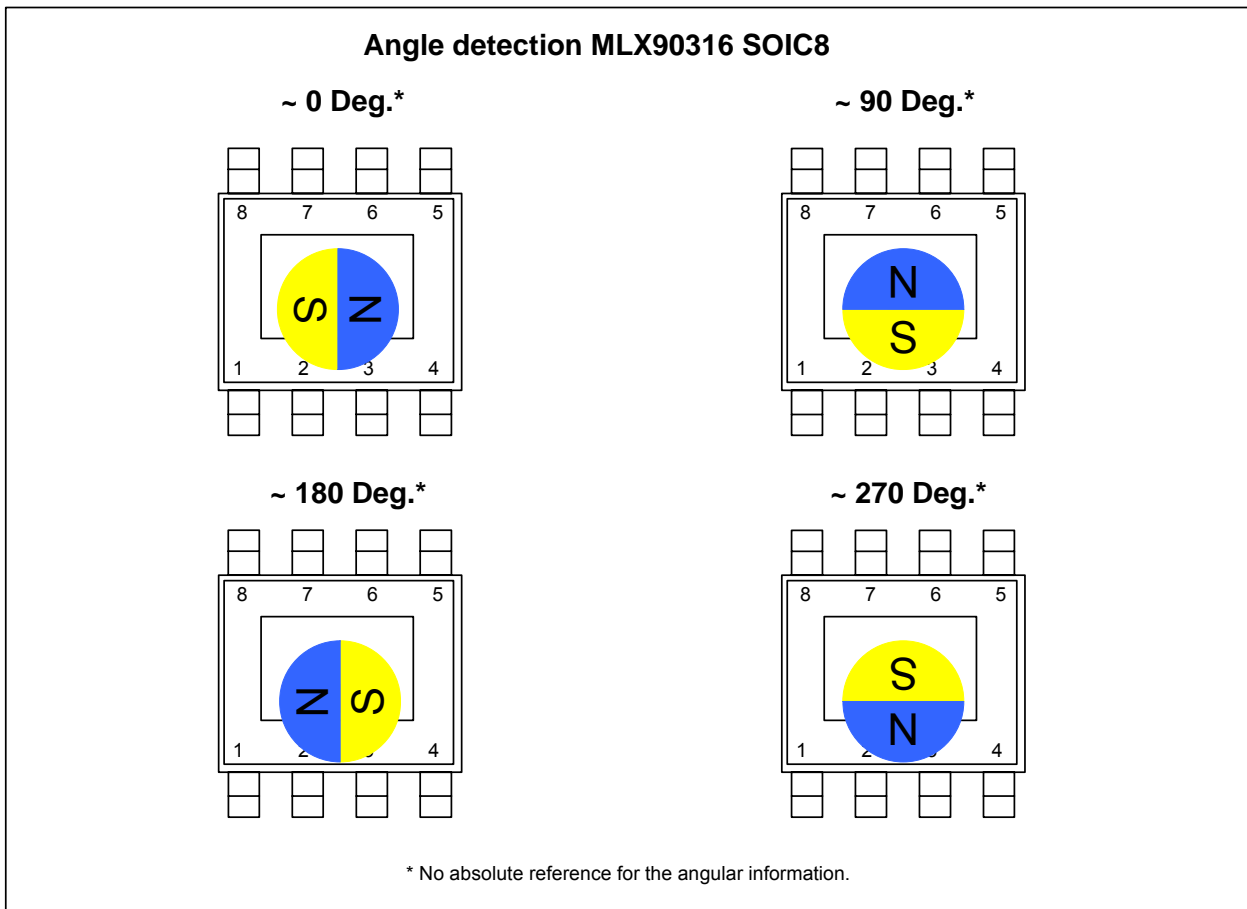 Angle detection MLX90316 SOIC8
~ 0 Deg.* ~ 90 Deg.*
8 7 6 5 8 7 6 5
S N N
S
1 2 3 4 1 2 3 4
~ 180 Deg.* ~ 270 Deg.*
8 7 6 5 8 7 6 5
N S S
N
1 2 3 4 1 2 3 4
* No absolute reference for the angular information.